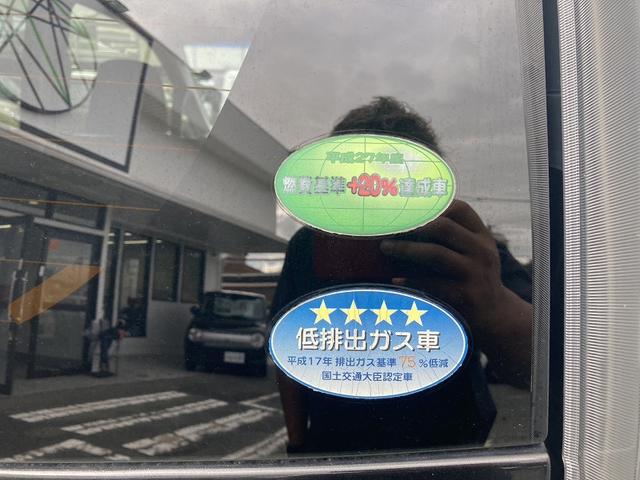 平成27年度
燃費基準+20%達成車
低排出ガス車
平成17年 排出ガス基準 75 %低減
国土交通大臣認定車